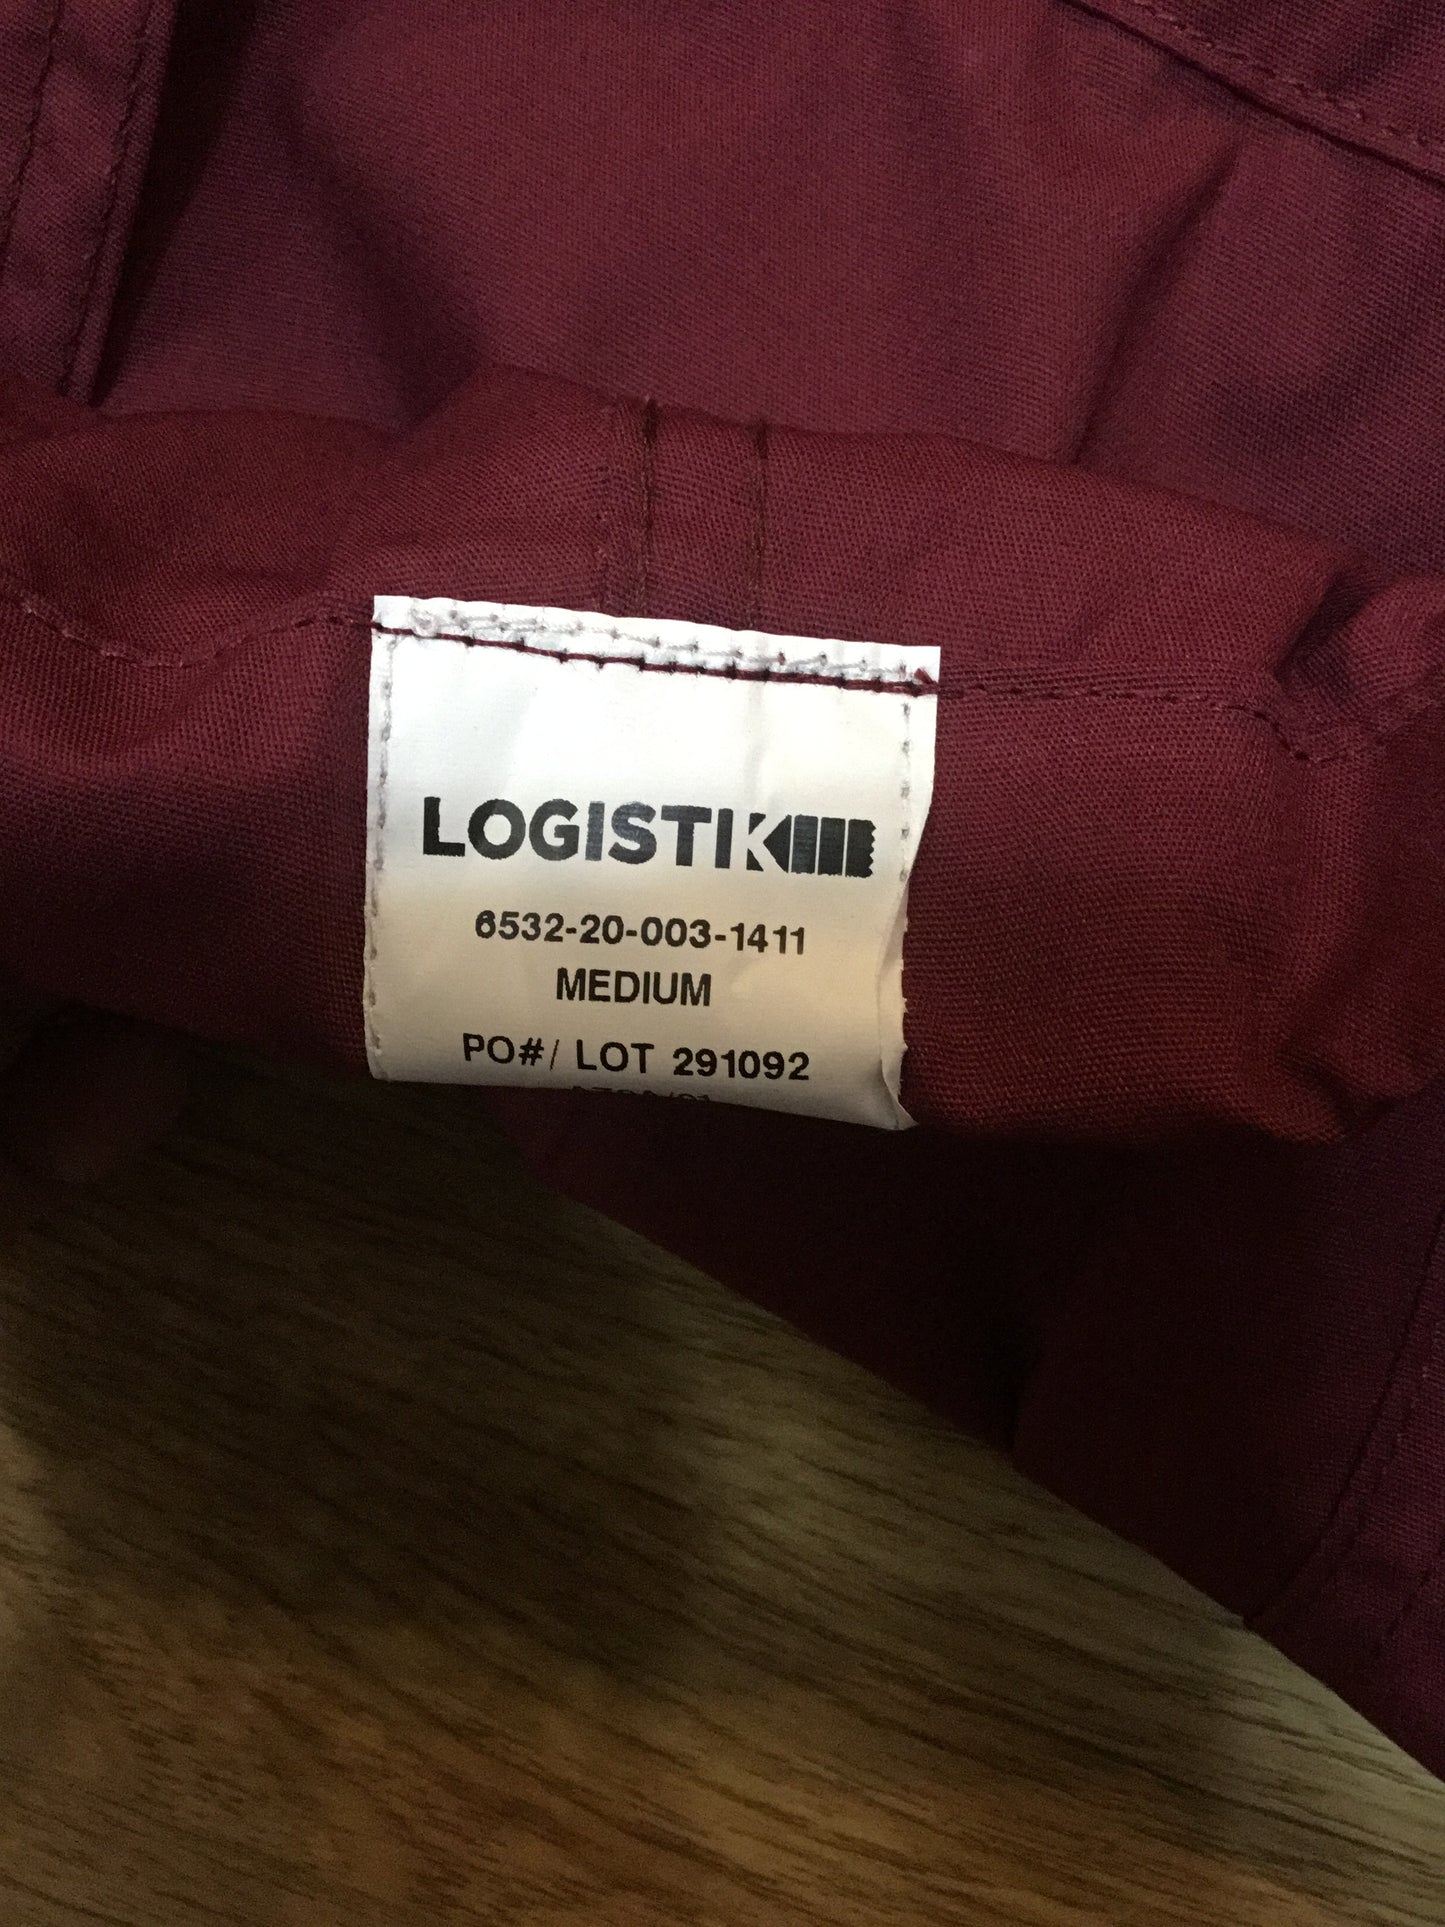 LOGISTIK
6532-20-003-1411
MEDIUM
PO#/ LOT 291092